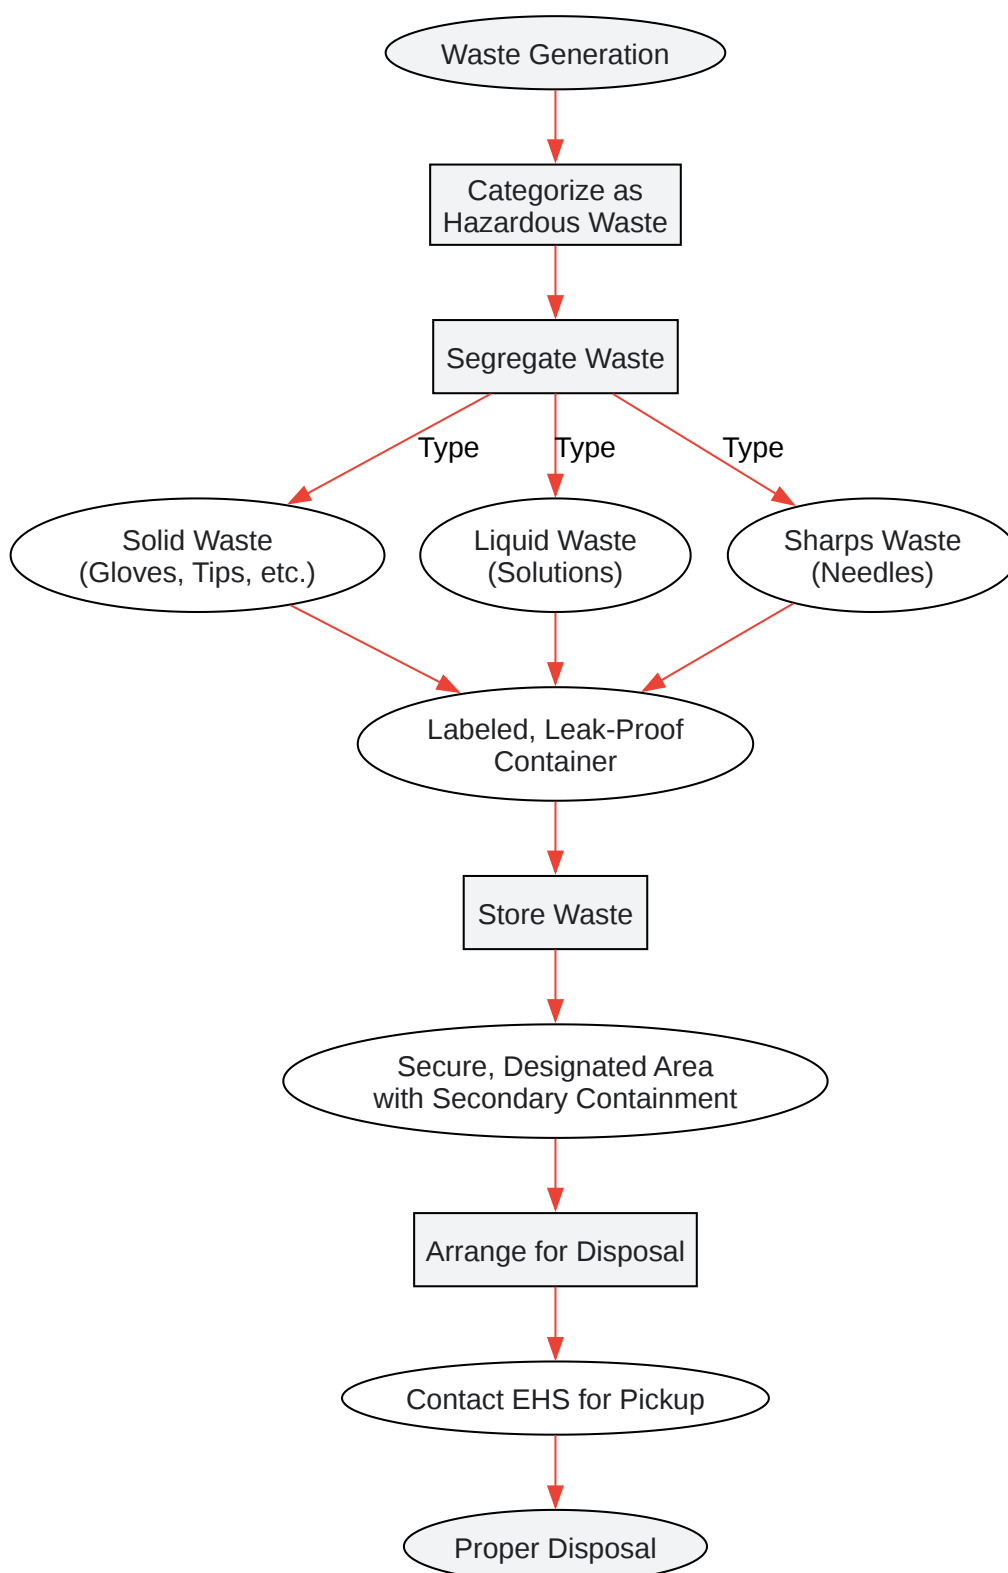 Waste Generation
Categorize as
Hazardous Waste
Segregate Waste
Type
Type
Type
Solid Waste
(Gloves, Tips, etc.)
Liquid Waste
(Solutions)
Sharps Waste
(Needles)
Labeled, Leak-Proof
Container
Store Waste
Secure, Designated Area
with Secondary Containment
Arrange for Disposal
Contact EHS for Pickup
Proper Disposal